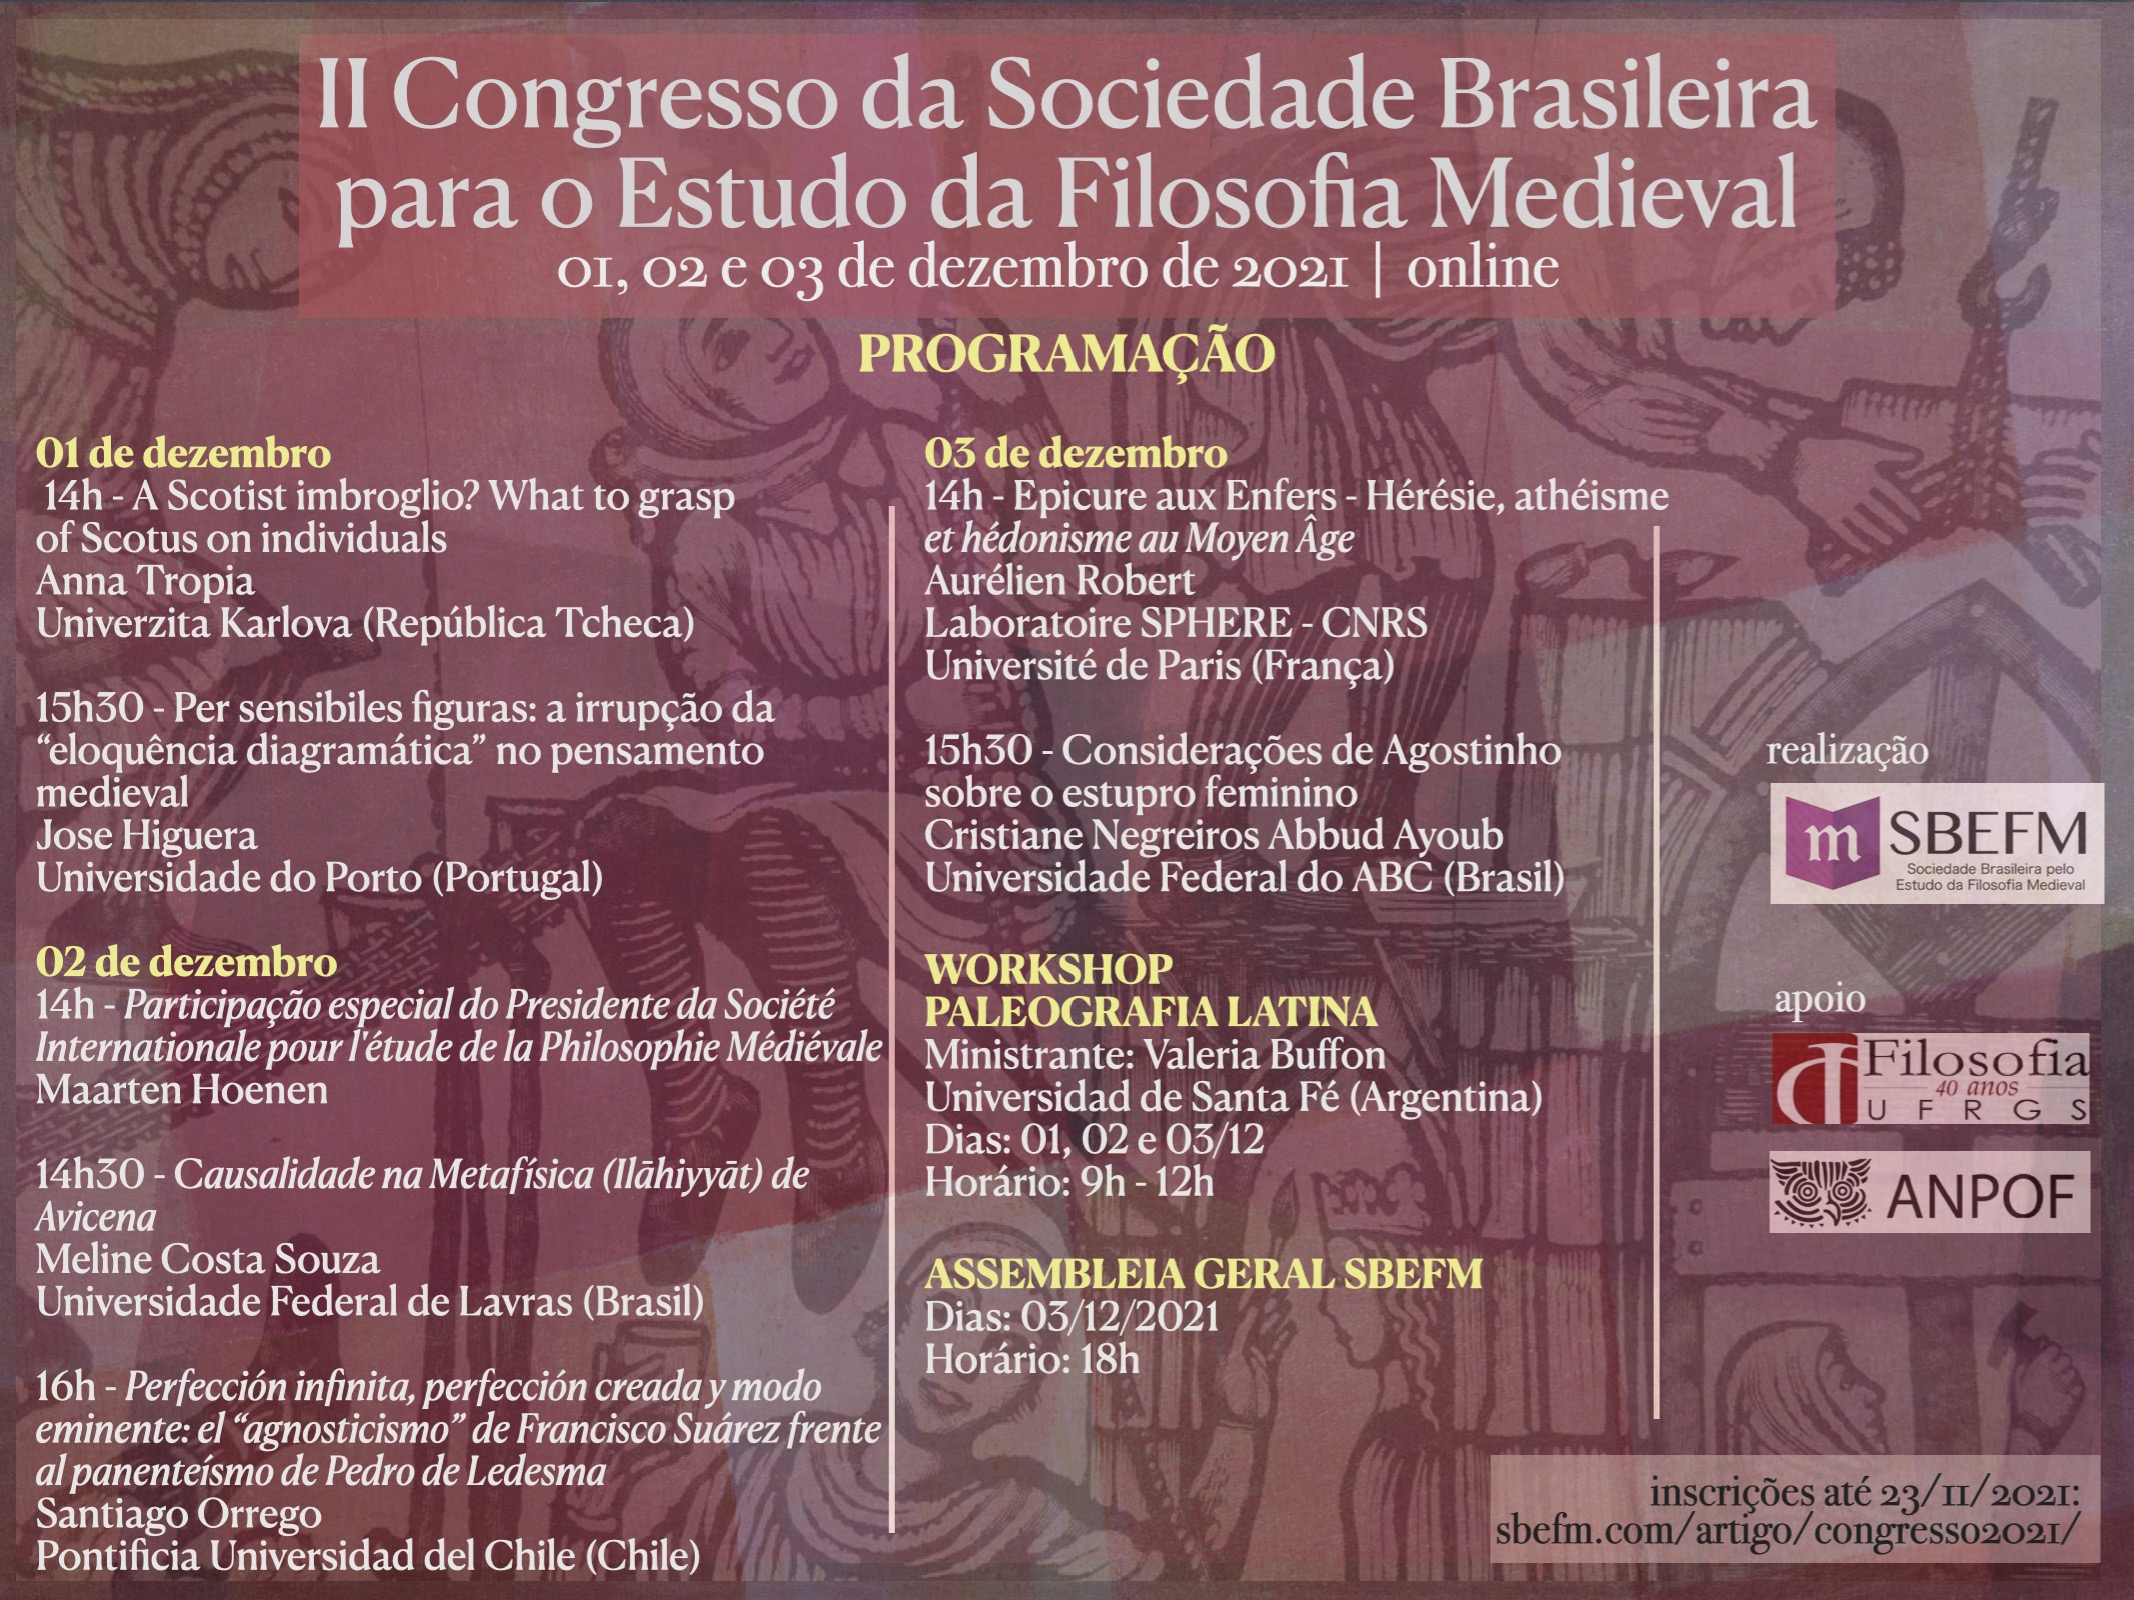 II Congresso da Sociedade Brasileira
para o Estudo da Filosofia Medieval
01, 02 e 03 de dezembro de 2021 | online
PROGRAMAÇÃO
01 de dezembro
14h - A Scotist imbroglio? What to grasp
of Scotus on individuals
Anna Tropia
Univerzita Karlova (República Tcheca)
15h30 - Per sensibiles figuras: a irrupção da
“eloquência diagramática” no pensamento
medieval
Jose Higuera
Universidade do Porto (Portugal)
02 de dezembro
14h - Participação especial do Presidente da Société
Internationale pour l'étude de la Philosophie Médiévale
Maarten Hoenen
14h30 - Causalidade na Metafísica (Ilāhiyyāt) de
Avicena
Meline Costa Souza
Universidade Federal de Lavras (Brasil)
16h - Perfección infinita, perfección creada y modo
eminente: el “agnosticismo” de Francisco Suárez frente
al panenteísmo de Pedro de Ledesma
Santiago Orrego
Pontificia Universidad del Chile (Chile)
03 de dezembro
14h - Epicure aux Enfers - Hérésie, athéisme
et hédonisme au Moyen Âge
Aurélien Robert
Laboratoire SPHERE - CNRS
Université de Paris (França)
15h30 - Considerações de Agostinho
sobre o estupro feminino
Cristiane Negreiros Abbud Ayoub
Universidade Federal do ABC (Brasil)
WORKSHOP
PALEOGRAFIA LATINA
Ministrante: Valeria Buffon
Universidad de Santa Fé (Argentina)
Dias: 01, 02 e 03/12
Horário: 9h - 12h
ASSEMBLEIA GERAL SBEFM
Dias: 03/12/2021
Horário: 18h
realização
m SBEFM
Sociedade Brasileira pelo
Estudo da Filosofia Medieval
apoio
Filosofia
40 anos
UFRGS
ANPOF
inscrições até 23/11/2021:
sbefm.com/artigo/congresso2021/